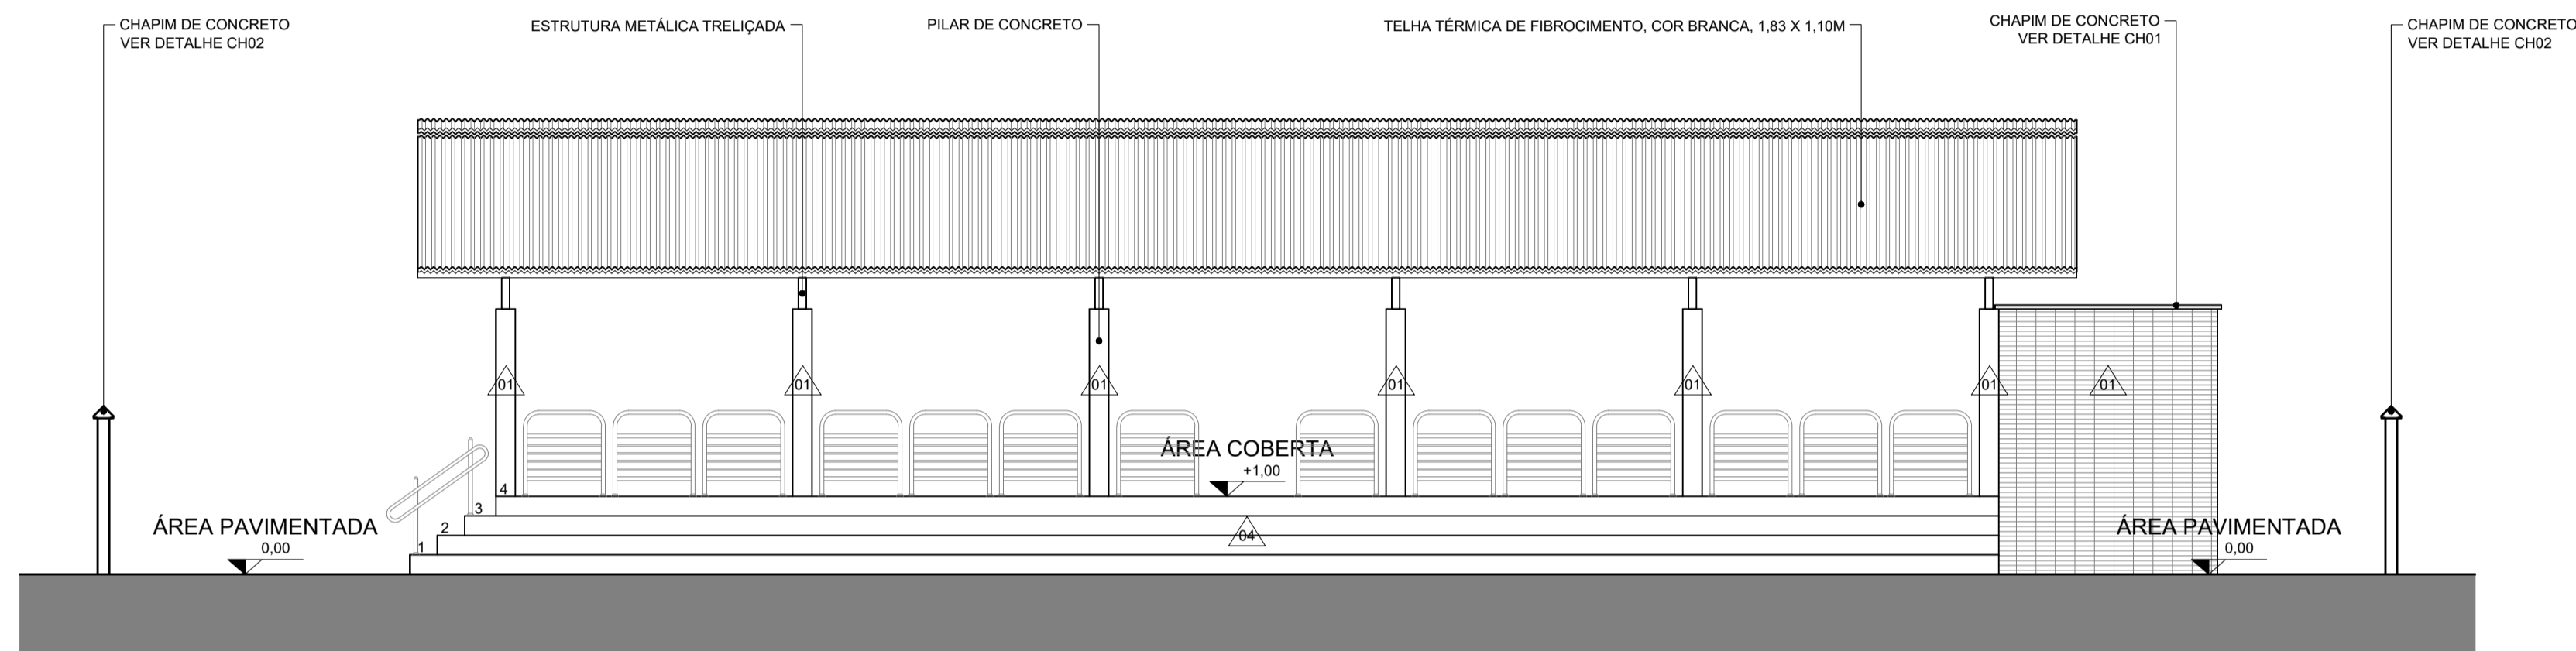 CHAPIM DE CONCRETO
VER DETALHE CH02
ESTRUTURA METÁLICA TRELIÇADA
PILAR DE CONCRETO
TELHA TÉRMICA DE FIBROCIMENTO, COR BRANCA, 1,83 X 1,10M
CHAPIM DE CONCRETO
VER DETALHE CH01
CHAPIM DE CONCRETO
VER DETALHE CH02
01
01
01
01
01
01
01
ÁREA COBERTA
+1,00
4
3
2
1
04
ÁREA PAVIMENTADA
0,00
ÁREA PAVIMENTADA
0,00